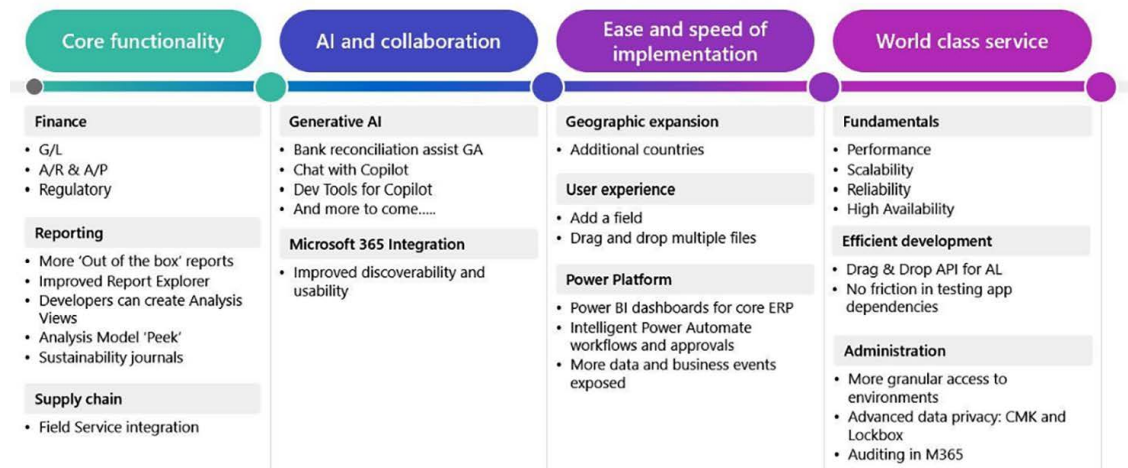 Core functionality
AI and collaboration
Ease and speed of
implementation
World class service
Finance
• G/L
• A/R & A/P
• Regulatory
Reporting
• More ‘Out of the box’ reports
• Improved Report Explorer
• Developers can create Analysis
Views
• Analysis Model ‘Peek’
• Sustainability journals
Supply chain
• Field Service integration
Generative AI
• Bank reconciliation assist GA
• Chat with Copilot
• Dev Tools for Copilot
• And more to come.....
Microsoft 365 Integration
• Improved discoverability and
usability
Geographic expansion
• Additional countries
User experience
• Add a field
• Drag and drop multiple files
Power Platform
• Power BI dashboards for core ERP
• Intelligent Power Automate
workflows and approvals
• More data and business events
exposed
Fundamentals
• Performance
• Scalability
• Reliability
• High Availability
Efficient development
• Drag & Drop API for AL
• No friction in testing app
dependencies
Administration
• More granular access to
environments
• Advanced data privacy: CMK and
Lockbox
• Auditing in M365